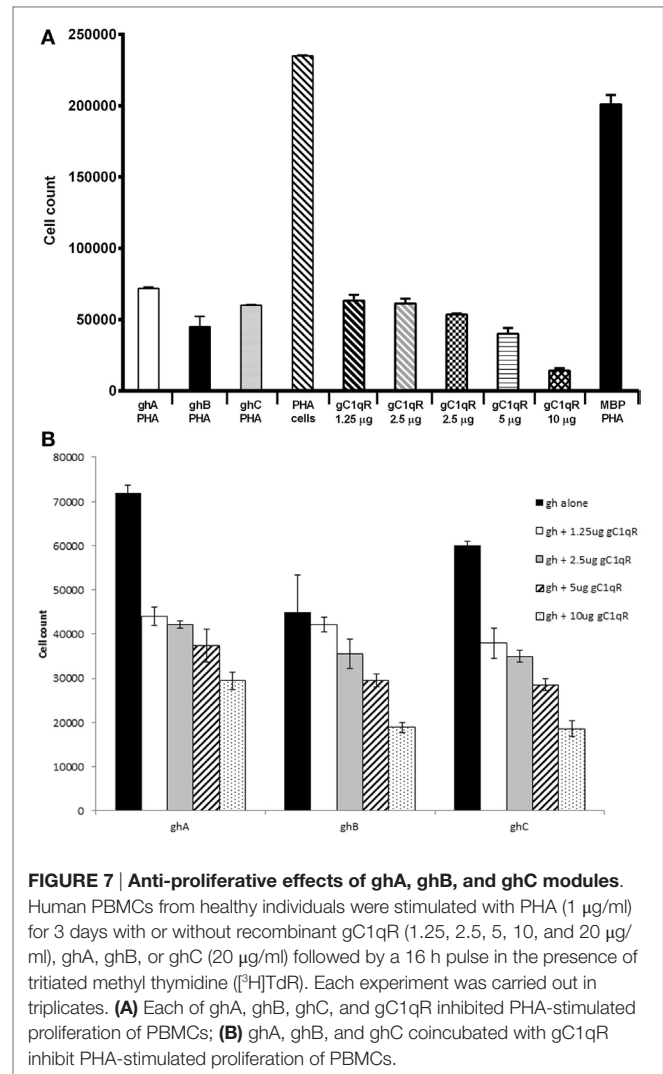 A
250000
200000
150000
100000
50000
0
Cell count
ghA PHA
ghB PHA
ghC PHA
PHA cells
gC1qR 1.25 µg
gC1qR 2.5 µg
gC1qR 2.5 µg
gC1qR 5 µg
gC1qR 10 µg
MBP PHA
B
80000
70000
60000
50000
40000
30000
20000
10000
0
Cell count
gh alone
gh + 1.25ug gC1qR
gh + 2.5ug gC1qR
gh + 5ug gC1qR
gh + 10ug gC1qR
ghA
ghB
ghC
FIGURE 7 | Anti-proliferative effects of ghA, ghB, and ghC modules.
Human PBMCs from healthy individuals were stimulated with PHA (1 µg/ml)
for 3 days with or without recombinant gC1qR (1.25, 2.5, 5, 10, and 20 µg/
ml), ghA, ghB, or ghC (20 µg/ml) followed by a 16 h pulse in the presence of
tritiated methyl thymidine ([³H]TdR). Each experiment was carried out in
triplicates. (A) Each of ghA, ghB, ghC, and gC1qR inhibited PHA-stimulated
proliferation of PBMCs; (B) ghA, ghB, and ghC coincubated with gC1qR
inhibit PHA-stimulated proliferation of PBMCs.